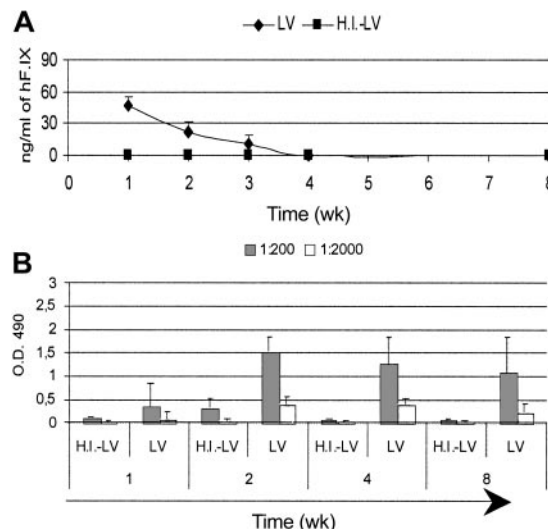 A
LV H.I.-LV
ng/ml of hF.IX
90
60
30
0
0 1 2 3 4 5 6 7 8
Time (wk)
1:200 1:2000
B
O.D. 490
3
2,5
2
1,5
1
0,5
0
H.I.-LV LV H.I.-LV LV H.I.-LV LV H.I.-LV LV
1 2 4 8
Time (wk)